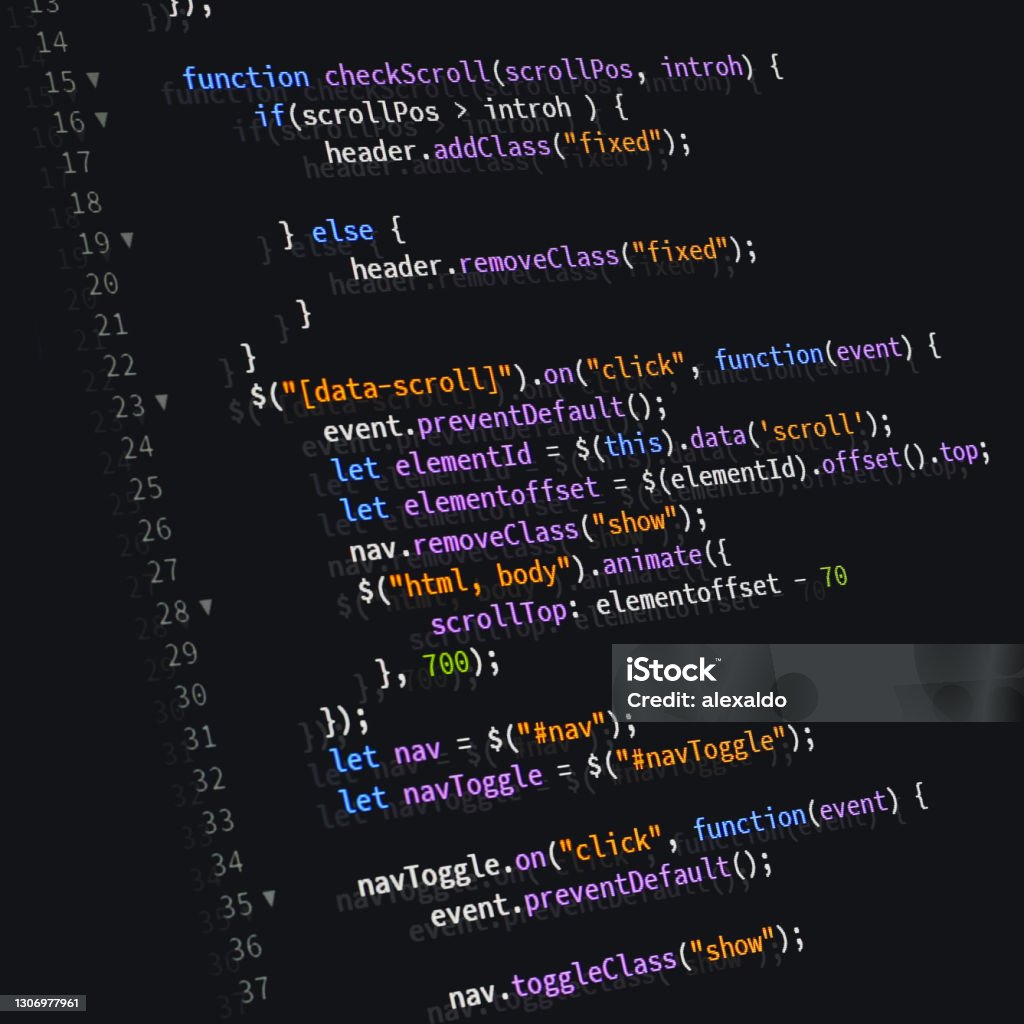 13 });
14
15 function checkScroll(scrollPos, introh) {
16 if(scrollPos > introh ) {
17 header.addClass("fixed");
18
19 } else {
20 header.removeClass("fixed");
21 }
22 }
23 $("[data-scroll]").on("click", function(event) {
24 event.preventDefault();
25 let elementId = $(this).data('scroll');
26 let elementoffset = $(elementId).offset().top;
27 nav.removeClass("show");
28 $("html, body").animate({
29 scrollTop: elementoffset - 70
30 }, 700);
31 });
32 let nav = $("#nav");
33 let navToggle = $("#navToggle");
34
35 navToggle.on("click", function(event) {
36 event.preventDefault();
37
nav.toggleClass("show");
iStock™
Credit: alexaldo
1306977961